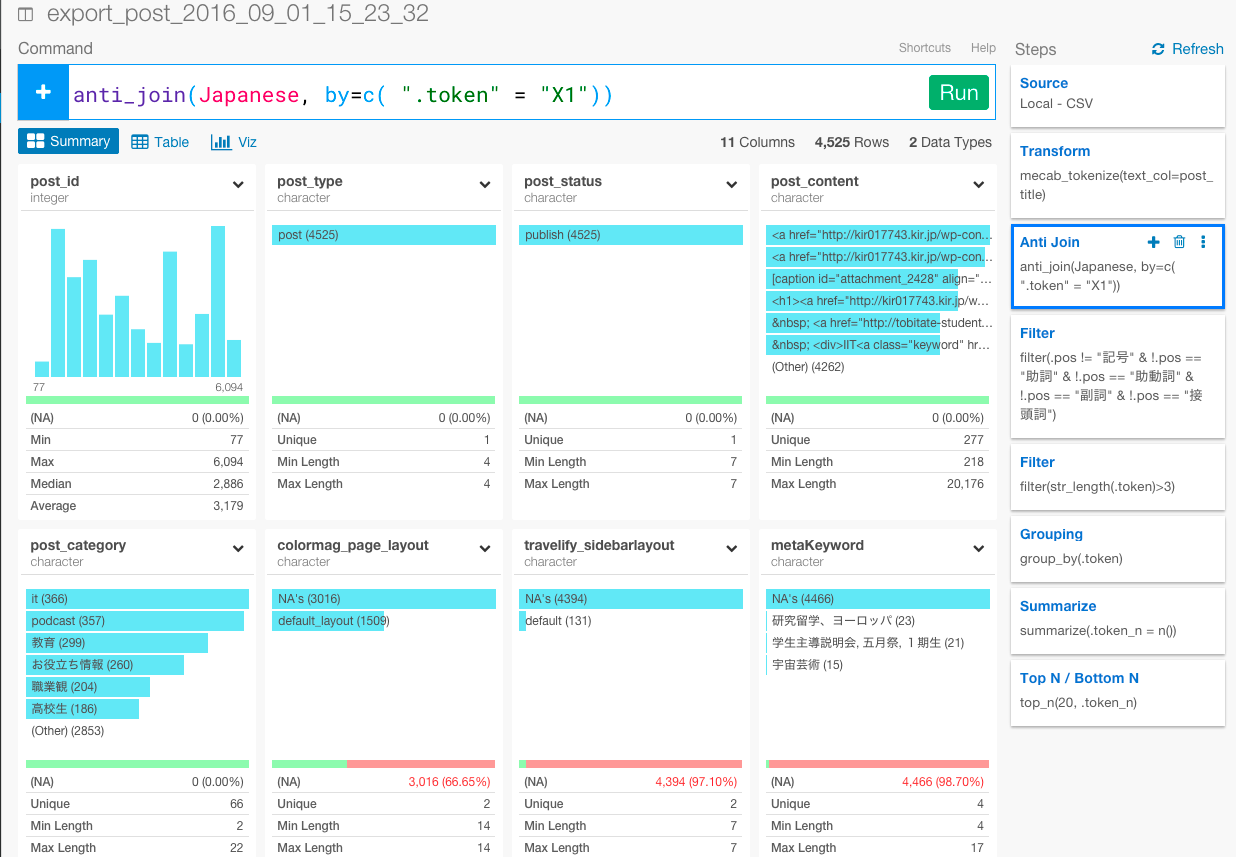 export_post_2016_09_01_15_23_32
Command
Shortcuts Help
+ anti_join(Japanese, by=c( ".token" = "X1"))
Run
Summary Table Viz
11 Columns 4,525 Rows 2 Data Types
post_id
integer
77 6,094
(NA) 0 (0.00%)
Min 77
Max 6,094
Median 2,886
Average 3,179
post_type
character
post (4525)
(NA) 0 (0.00%)
Unique 1
Min Length 4
Max Length 4
post_status
character
publish (4525)
(NA) 0 (0.00%)
Unique 1
Min Length 7
Max Length 7
post_content
character
<a href="http://kir017743.kir.jp/wp-con...
<a href="http://kir017743.kir.jp/wp-con...
[caption id="attachment_2428" align="...
<h1><a href="http://kir017743.kir.jp/w...
&nbsp; <a href="http://tobitate-student...
&nbsp; <div>IIT<a class="keyword" hr...
(Other) (4262)
(NA) 0 (0.00%)
Unique 277
Min Length 218
Max Length 20,176
post_category
character
it (366)
podcast (357)
教育 (299)
お役立ち情報 (260)
職業観 (204)
高校生 (186)
(Other) (2853)
(NA) 0 (0.00%)
Unique 66
Min Length 2
Max Length 22
colormag_page_layout
character
NA's (3016)
default_layout (1509)
(NA) 3,016 (66.65%)
Unique 2
Min Length 14
Max Length 14
travelify_sidebarlayout
character
NA's (4394)
default (131)
(NA) 4,394 (97.10%)
Unique 2
Min Length 7
Max Length 7
metaKeyword
character
NA's (4466)
研究留学、ヨーロッパ (23)
学生主導説明会, 五月祭, 1 期生 (21)
宇宙芸術 (15)
(NA) 4,466 (98.70%)
Unique 4
Min Length 4
Max Length 17
Steps Refresh
Source
Local - CSV
Transform
mecab_tokenize(text_col=post_
title)
Anti Join
anti_join(Japanese, by=c(
".token" = "X1"))
Filter
filter(.pos != "記号" & !.pos ==
"助詞" & !.pos == "助動詞" &
!.pos == "副詞" & !.pos == "接
頭詞")
Filter
filter(str_length(.token)>3)
Grouping
group_by(.token)
Summarize
summarize(.token_n = n())
Top N / Bottom N
top_n(20, .token_n)